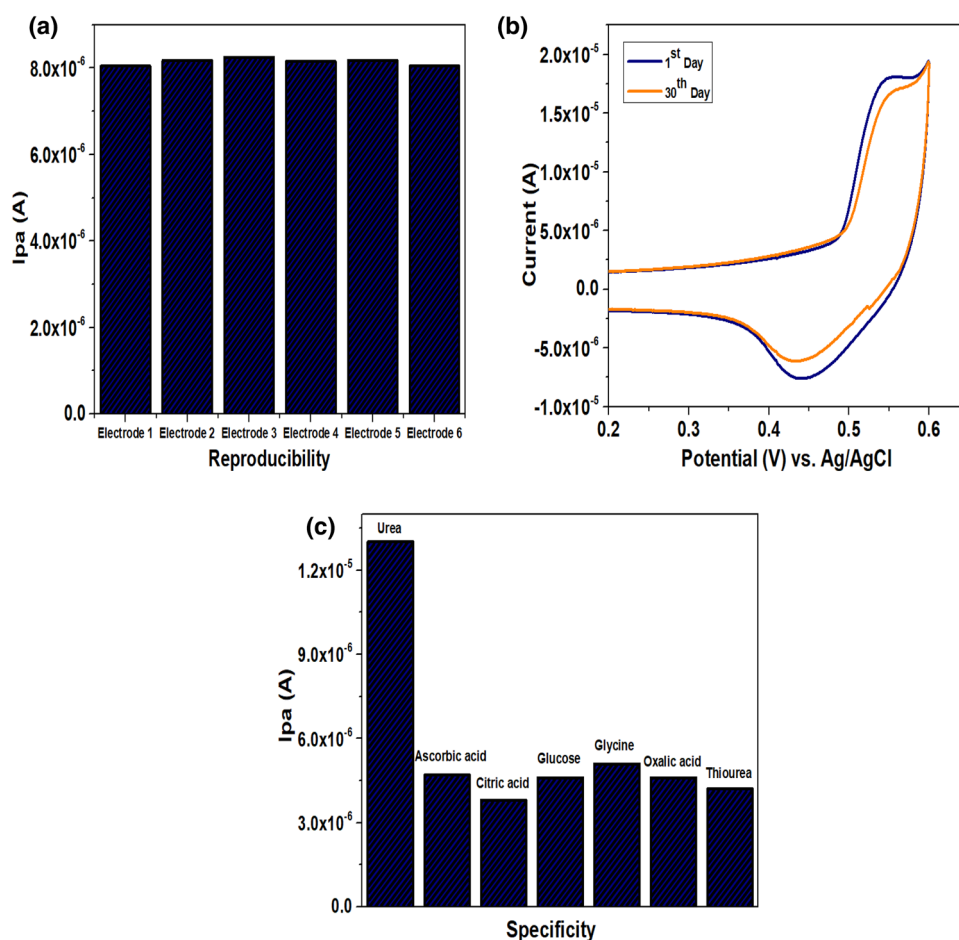 (a)
8.0x10⁻⁶
6.0x10⁻⁶
4.0x10⁻⁶
2.0x10⁻⁶
0.0
Ipa (A)
Electrode 1 Electrode 2 Electrode 3 Electrode 4 Electrode 5 Electrode 6
Reproducibility
(b)
1st Day
30th Day
2.0x10⁻⁵
1.5x10⁻⁵
1.0x10⁻⁵
5.0x10⁻⁶
0.0
-5.0x10⁻⁶
-1.0x10⁻⁵
Current (A)
0.2 0.3 0.4 0.5 0.6
Potential (V) vs. Ag/AgCl
(c)
Urea
Ascorbic acid
Citric acid
Glucose
Glycine
Oxalic acid
Thiourea
1.2x10⁻⁵
9.0x10⁻⁶
6.0x10⁻⁶
3.0x10⁻⁶
0.0
Ipa (A)
Specificity